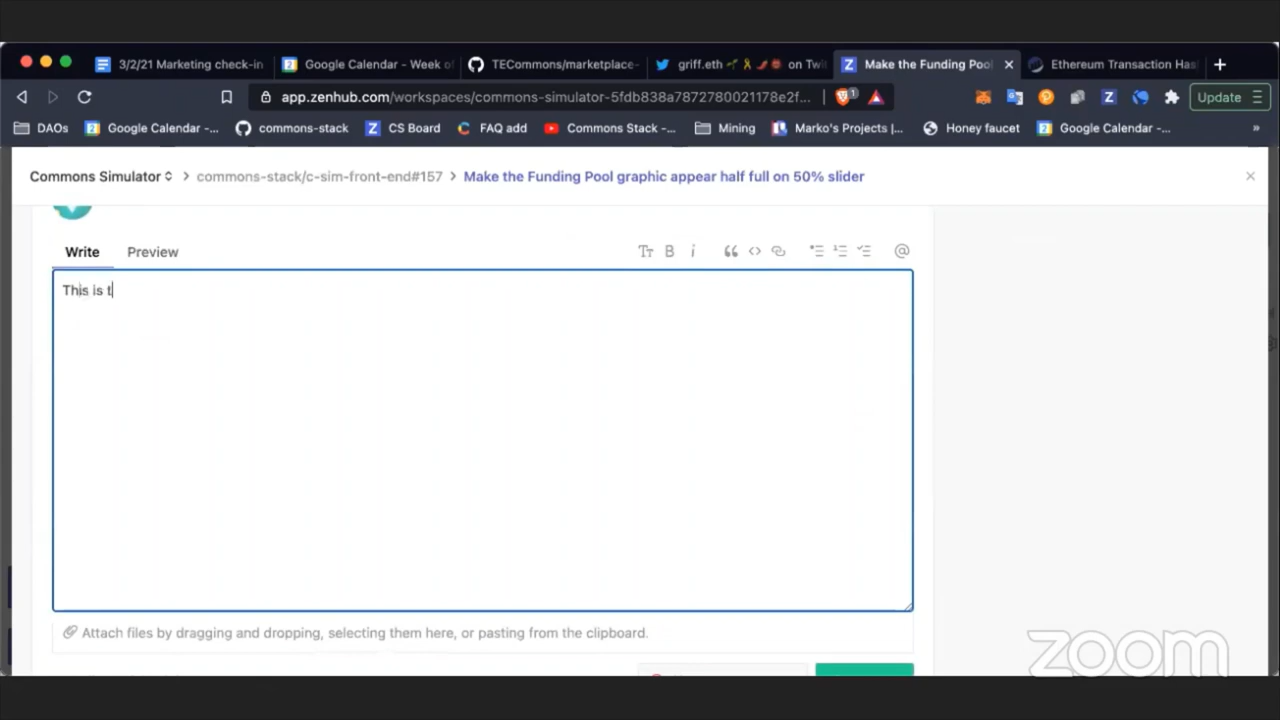 3/2/21 Marketing check-in
Google Calendar - Week of
TECommons/marketplace-
griff.eth
on Twi
Make the Funding Pool
Ethereum Transaction Has
app.zenhub.com/workspaces/commons-simulator-5fdb838a7872780021178e2f...
1
Update
DAOs
Google Calendar -...
commons-stack
CS Board
FAQ add
Commons Stack -...
Mining
Marko's Projects |...
Honey faucet
Google Calendar -...
»
Commons Simulator
commons-stack/c-sim-front-end#157
Make the Funding Pool graphic appear half full on 50% slider
Write
Preview
This is t
Attach files by dragging and dropping, selecting them here, or pasting from the clipboard.
zoom